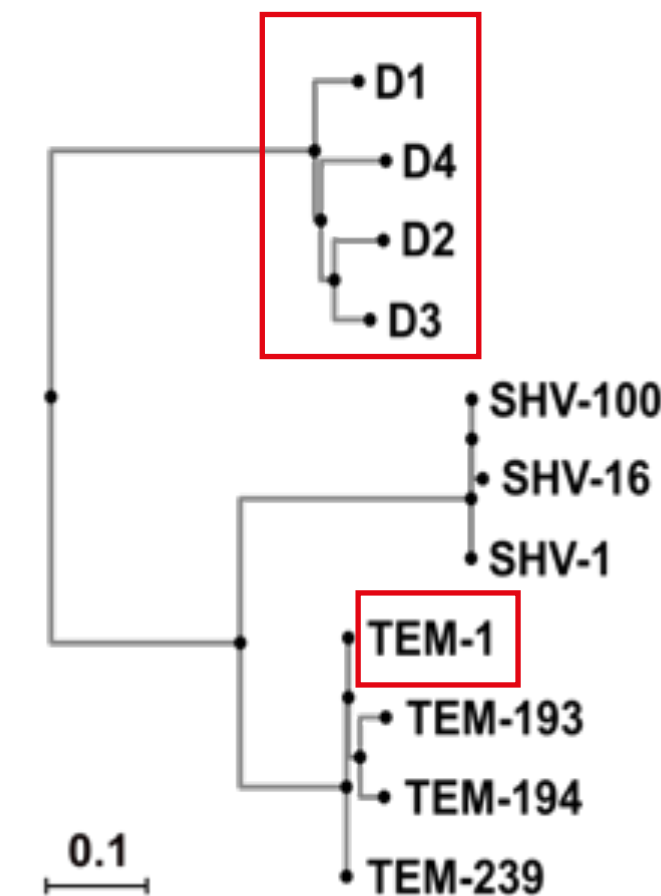 D1
D4
D2
D3
SHV-100
SHV-16
SHV-1
TEM-1
TEM-193
TEM-194
0.1
TEM-239